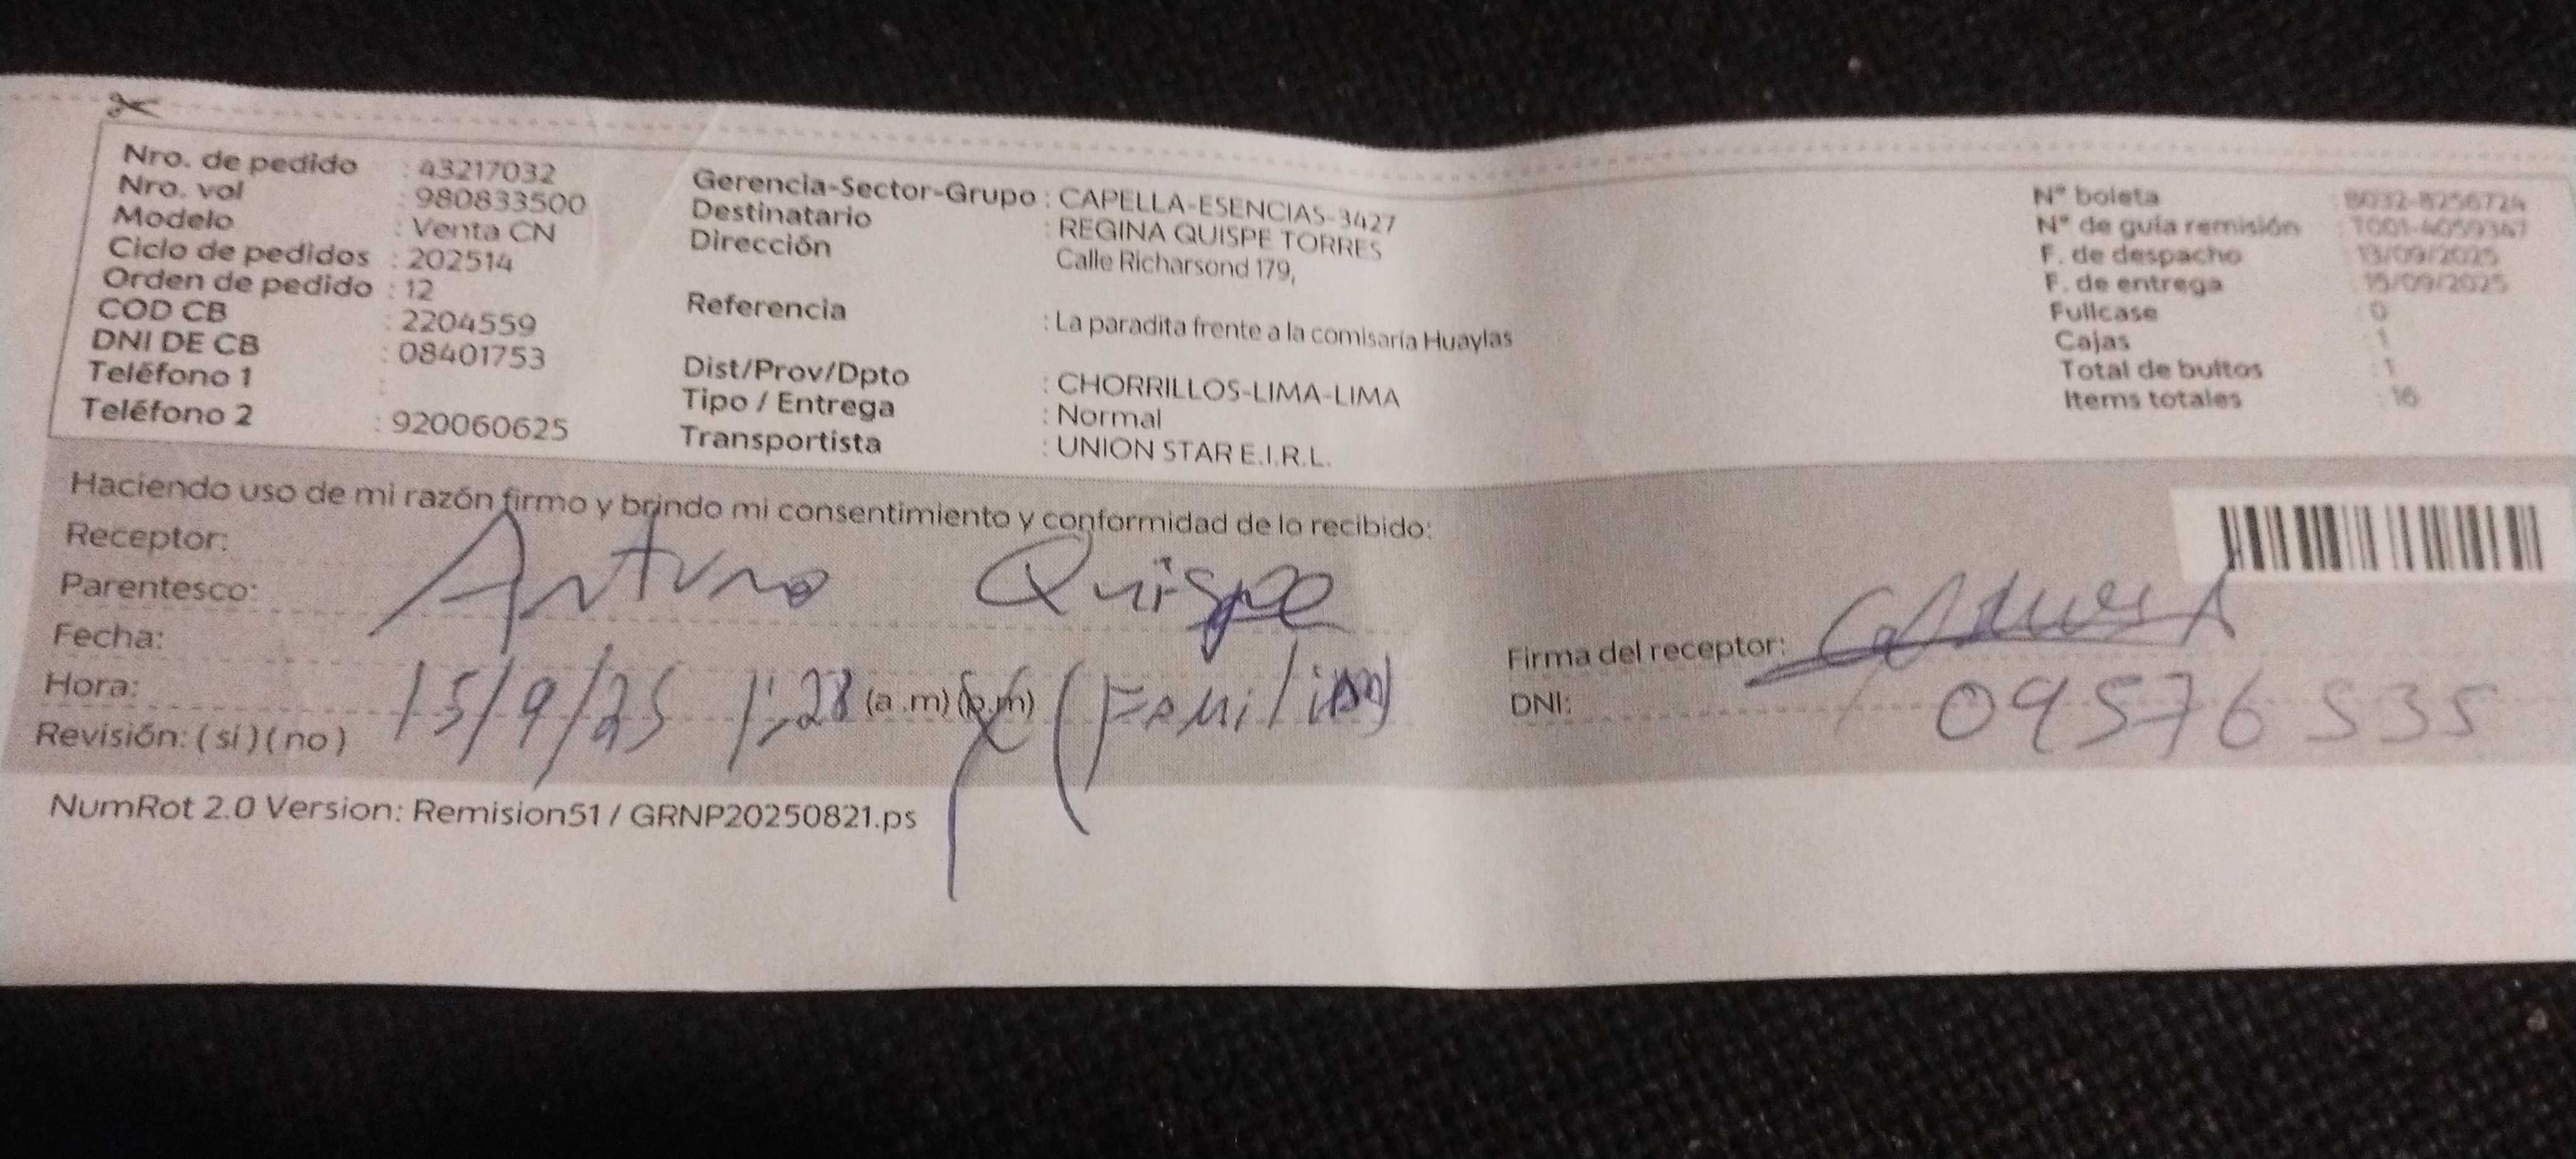 Nro. de pedido : 43217032
Nro. vol : 980833500
Modelo : Venta CN
Ciclo de pedidos : 202514
Orden de pedido : 12
COD CB : 2204559
DNI DE CB : 08401753
Teléfono 1 :
Teléfono 2 : 920060625
Gerencia-Sector-Grupo : CAPELLA-ESENCIAS-3427
Destinatario : REGINA QUISPE TORRES
Dirección Calle Richarsond 179,
Referencia : La paradita frente a la comisaría Huaylas
Dist/Prov/Dpto : CHORRILLOS-LIMA-LIMA
Tipo / Entrega : Normal
Transportista : UNION STAR E.I.R.L.
N° boleta : B032-8256724
N° de guía remisión : T001-4059347
F. de despacho : 13/09/2025
F. de entrega : 15/09/2025
Fullcase : 0
Cajas : 1
Total de bultos : 1
Items totales : 16
Haciendo uso de mi razón firmo y brindo mi consentimiento y conformidad de lo recibido:
Receptor:
Parentesco: Arturo Quispe
Fecha:
Hora: 15/9/25 1:28 (a.m) (p.m) (Familiar)
Revisión: ( sí ) ( no )
Firma del receptor:
DNI: 09576535
NumRot 2.0 Version: Remision51 / GRNP20250821.ps